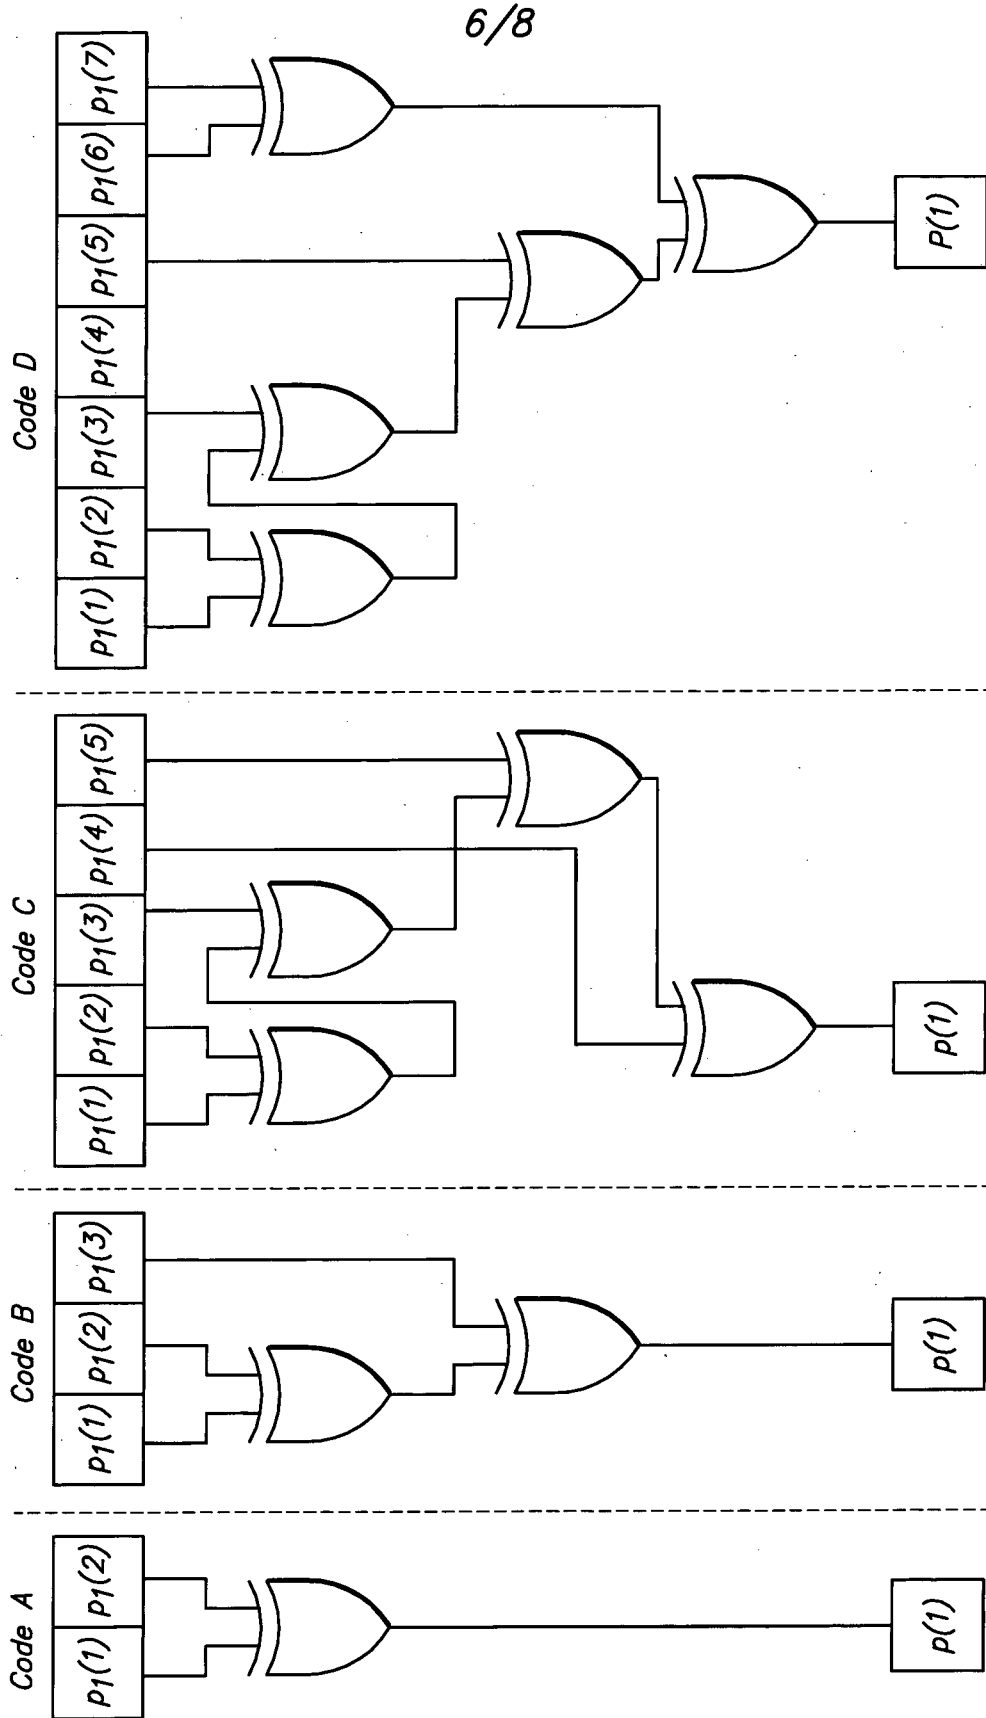 6/8
Code A
p1(1) p1(2)
p(1)
Code B
p1(1) p1(2) p1(3)
p(1)
Code C
p1(1) p1(2) p1(3) p1(4) p1(5)
p(1)
Code D
p1(1) p1(2) p1(3) p1(4) p1(5) p1(6) p1(7)
P(1)